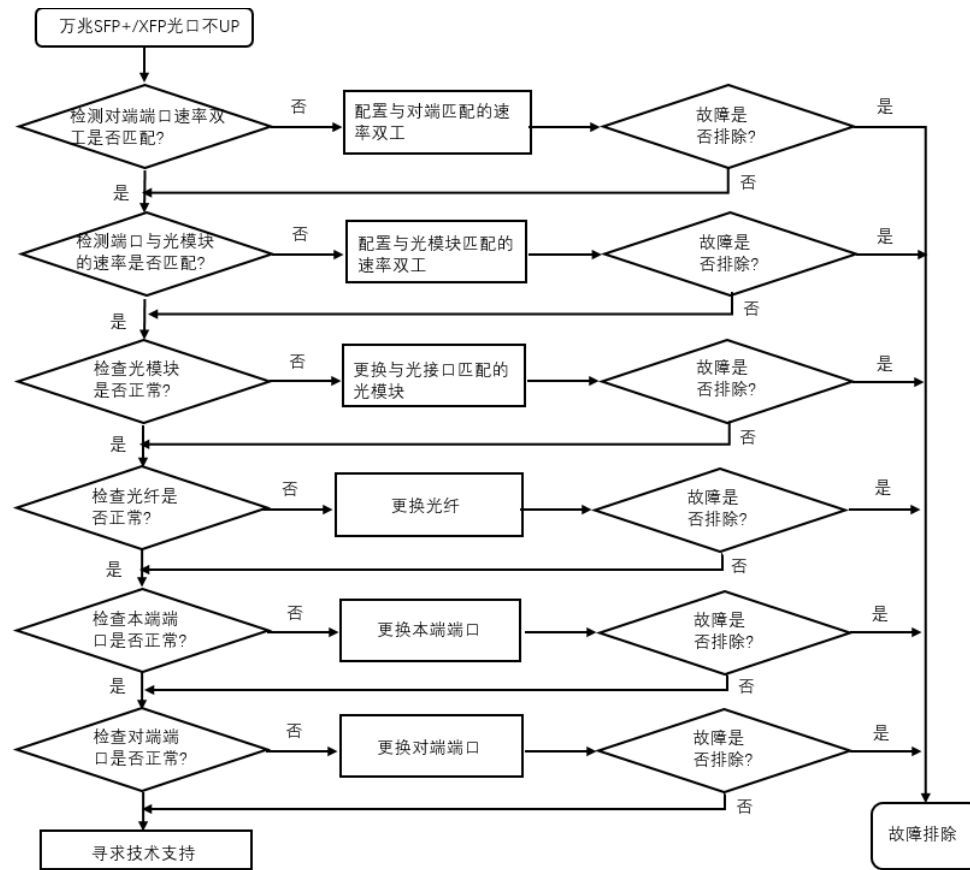 万兆SFP+/XFP光口不UP
检测对端端口速率双
工是否匹配?
否
配置与对端匹配的速
率双工
故障是
否排除?
是
否
是
检测端口与光模块
的速率是否匹配?
否
配置与光模块匹配的
速率双工
故障是
否排除?
是
否
是
检查光模块
是否正常?
否
更换与光接口匹配的
光模块
故障是
否排除?
是
否
是
检查光纤是
否正常?
否
更换光纤
故障是
否排除?
是
否
是
检查本端端
口是否正常?
否
更换本端端口
故障是
否排除?
是
否
是
检查对端端
口是否正常?
否
更换对端端口
故障是
否排除?
是
否
寻求技术支持
故障排除